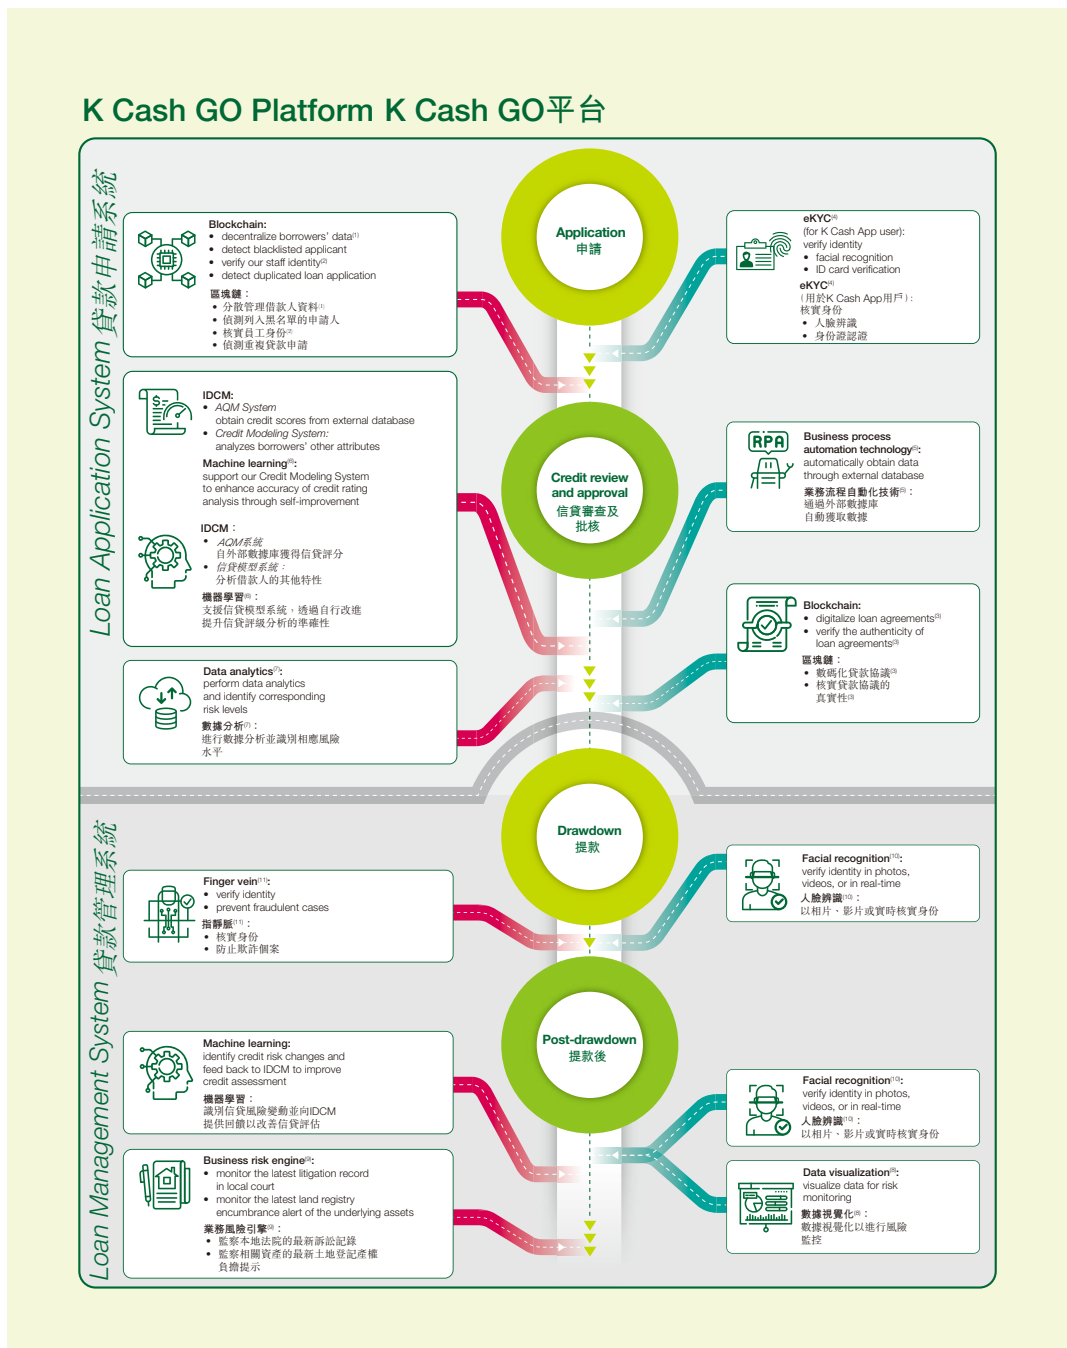 K Cash GO Platform K Cash GO平台
Loan Application System 貸款申請系統
Application
申請
Blockchain:
• decentralize borrowers' data(1)
• detect blacklisted applicant
• verify our staff identity(2)
• detect duplicated loan application
區塊鏈：
• 分散管理借款人資料(1)
• 偵測列入黑名單的申請人
• 核實員工身份(2)
• 偵測重複貸款申請
eKYC(4)
(for K Cash App user):
verify identity
• facial recognition
• ID card verification
eKYC(4)
（用於K Cash App用戶）:
核實身份
• 人臉辨識
• 身份證認證
Credit review
and approval
信貸審查及
批核
IDCM:
• AQM System
obtain credit scores from external database
• Credit Modeling System:
analyzes borrowers' other attributes
Machine learning(6):
support our Credit Modeling System
to enhance accuracy of credit rating
analysis through self-improvement
IDCM：
• AQM系統
自外部數據庫獲得信貸評分
• 信貸模型系統：
分析借款人的其他特性
機器學習(6)：
支援信貸模型系統，透過自行改進
提升信貸評級分析的準確性
RPA
Business process
automation technology(5):
automatically obtain data
through external database
業務流程自動化技術(5)：
通過外部數據庫
自動獲取數據
Blockchain:
• digitalize loan agreements(3)
• verify the authenticity of
loan agreements(3)
區塊鏈：
• 數碼化貸款協議(3)
• 核實貸款協議的
真實性(3)
Data analytics(7):
perform data analytics
and identify corresponding
risk levels
數據分析(7)：
進行數據分析並識別相應風險
水平
Loan Management System 貸款管理系統
Drawdown
提款
Finger vein(11):
• verify identity
• prevent fraudulent cases
指靜脈(11)：
• 核實身份
• 防止欺詐個案
Facial recognition(10):
verify identity in photos,
videos, or in real-time
人臉辨識(10)：
以相片、影片或實時核實身份
Post-drawdown
提款後
Machine learning:
identify credit risk changes and
feed back to IDCM to improve
credit assessment
機器學習：
識別信貸風險變動並向IDCM
提供回饋以改善信貸評估
Facial recognition(10):
verify identity in photos,
videos, or in real-time
人臉辨識(10)：
以相片、影片或實時核實身份
Business risk engine(9):
• monitor the latest litigation record
in local court
• monitor the latest land registry
encumbrance alert of the underlying assets
業務風險引擎(9)：
• 監察本地法院的最新訴訟記錄
• 監察相關資產的最新土地登記產權
負擔提示
Data visualization(8):
visualize data for risk
monitoring
數據視覺化(8)：
數據視覺化以進行風險
監控